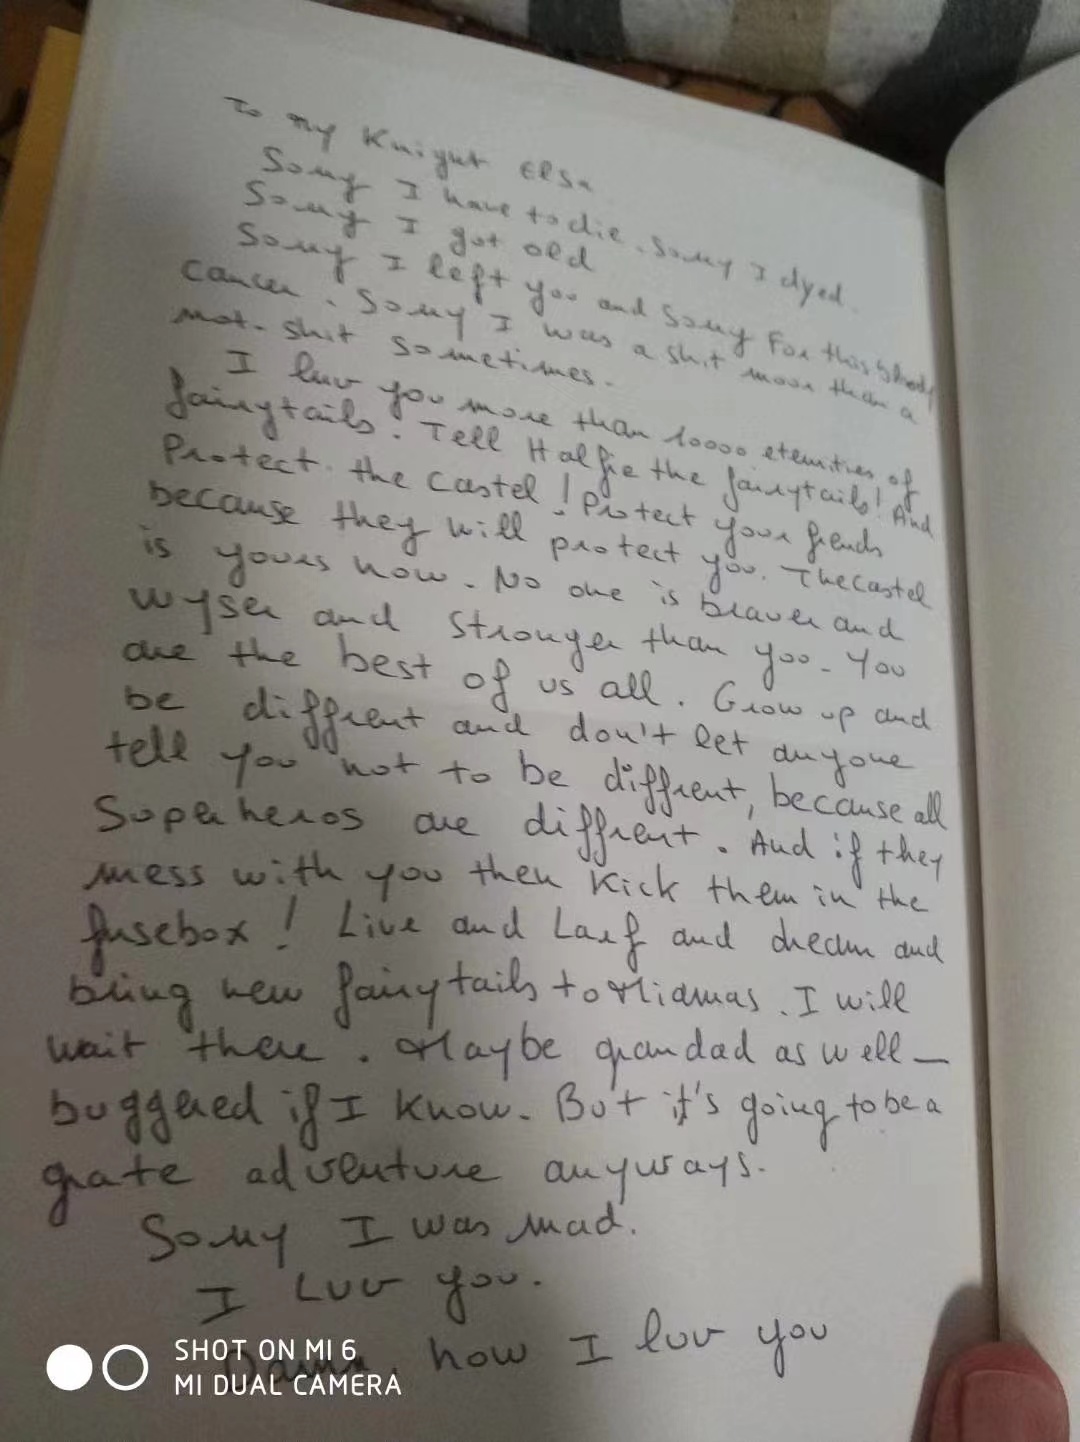 To my Knight Elsa
Sorry I have to die. Sorry I dyed.
Sorry I got old
Sorry I left you and sorry For this bloody
cancer. Sorry I was a shit moor than a
not-shit sometimes.
I luv you more than 10000 eternities of
fairytails. Tell Halfie the fairytails! And
Protect the Castel! Protect your friends
because they will protect you. The Castel
is yours now. No one is braver and
wyser and stronger than yoo. You
are the best of us all. Grow up and
be diffrent and don't let anyone
tell you not to be diffrent, because all
Superheros are diffrent. And if they
mess with you then kick them in the
fusebox! Live and Larf and dream and
bring new fairytails to Miamas. I will
wait there. Maybe grandad as well—
buggered if I know. But it's going to be a
grate adventure anyways.
Sorry I was mad.
I Luv you.
Damn, how I luv you
SHOT ON MI 6
MI DUAL CAMERA